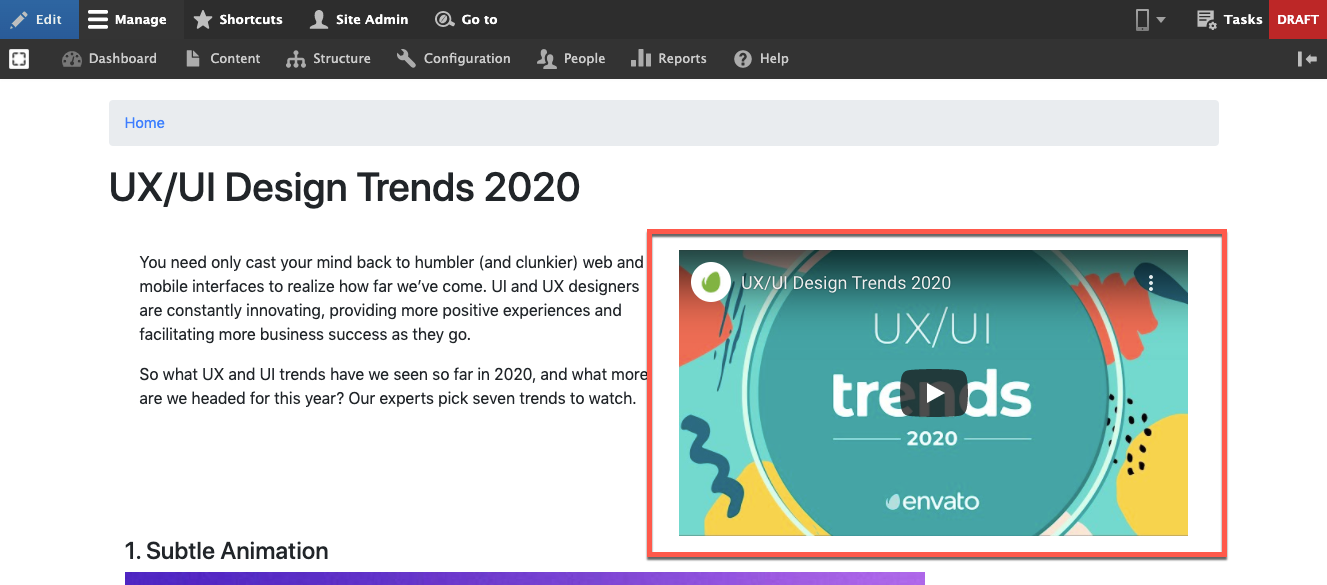 Edit Manage Shortcuts Site Admin Go to Tasks DRAFT
Dashboard Content Structure Configuration People Reports Help
Home
UX/UI Design Trends 2020
You need only cast your mind back to humbler (and clunkier) web and
mobile interfaces to realize how far we’ve come. UI and UX designers
are constantly innovating, providing more positive experiences and
facilitating more business success as they go.
So what UX and UI trends have we seen so far in 2020, and what more
are we headed for this year? Our experts pick seven trends to watch.
UX/UI Design Trends 2020
UX/UI
trends
2020
envato
1. Subtle Animation